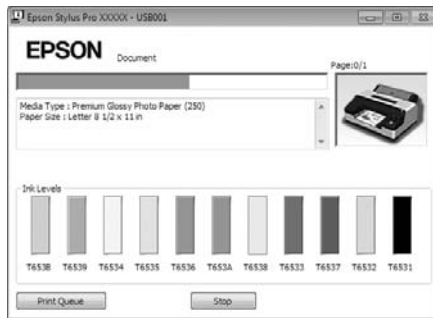 Epson Stylus Pro XXXXX - USB001
EPSON
Document
Page:0/1
Media Type : Premium Glossy Photo Paper (250)
Paper Size : Letter 8 1/2 x 11 in
Ink Levels
T653B T6539 T6534 T6535 T6536 T653A T6538 T6533 T6537 T6532 T6531
Print Queue Stop